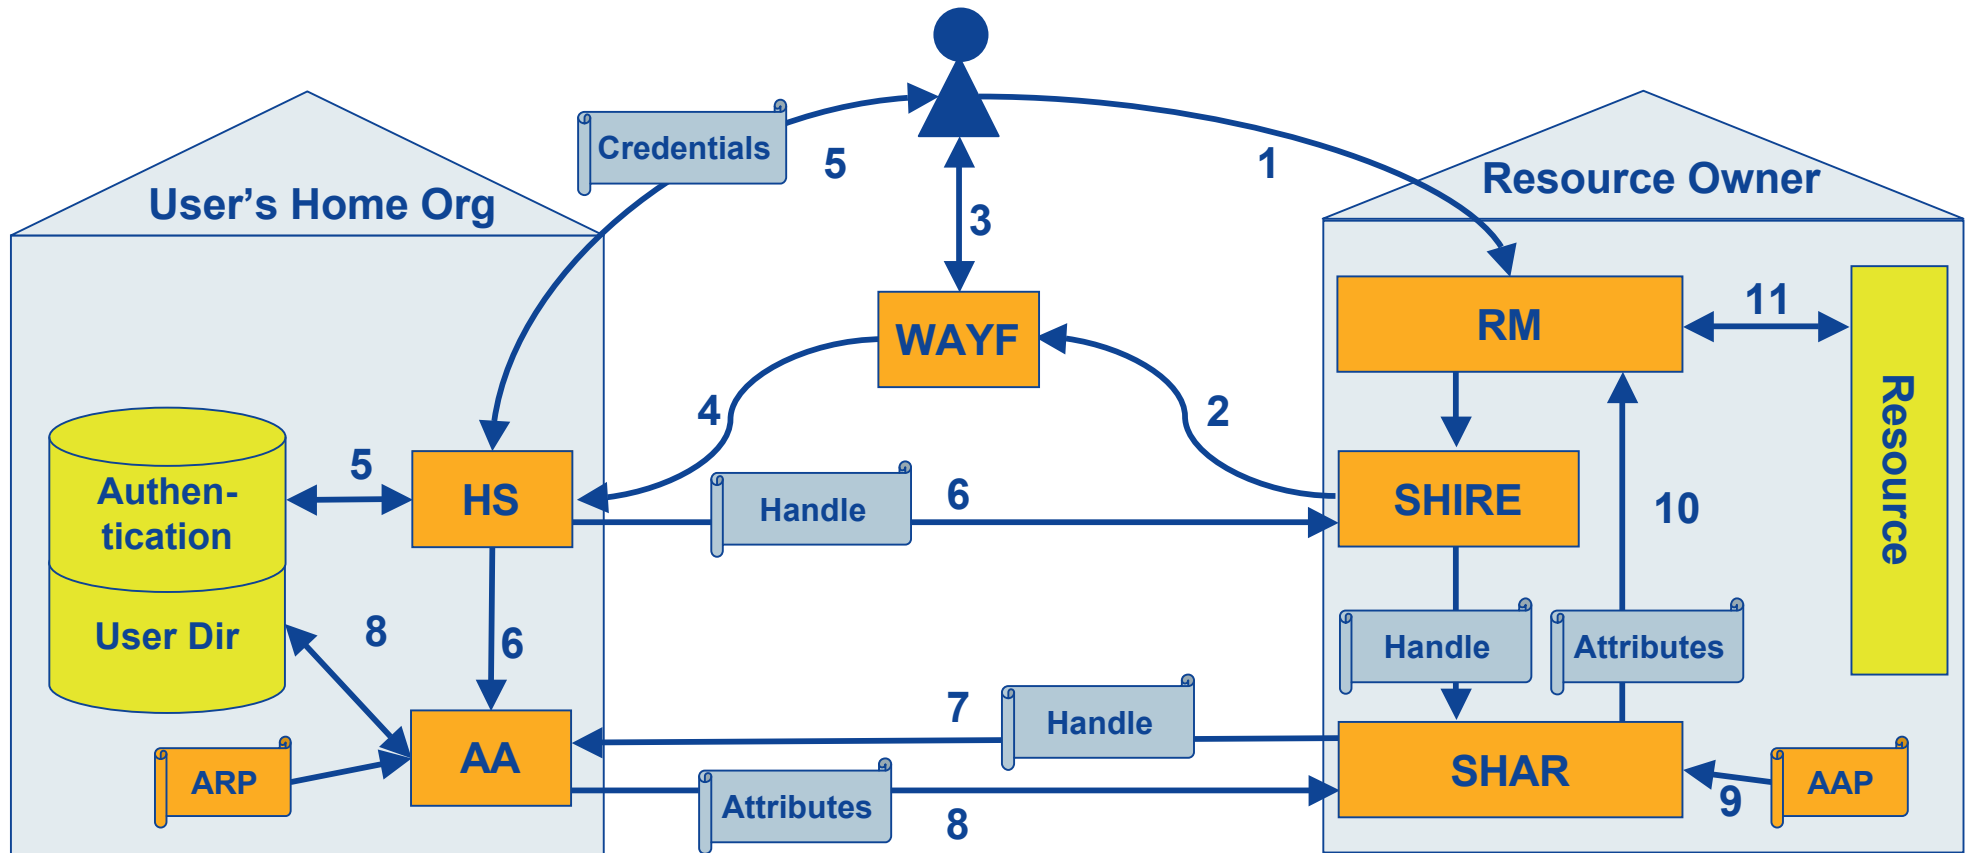 Credentials
5
1
User's Home Org
Resource Owner
3
WAYF
RM
11
Resource
4
2
5
Authen-
tication
HS
Handle
6
SHIRE
10
User Dir
8
6
Handle
Attributes
7
Handle
AA
SHAR
ARP
Attributes
8
9
AAP